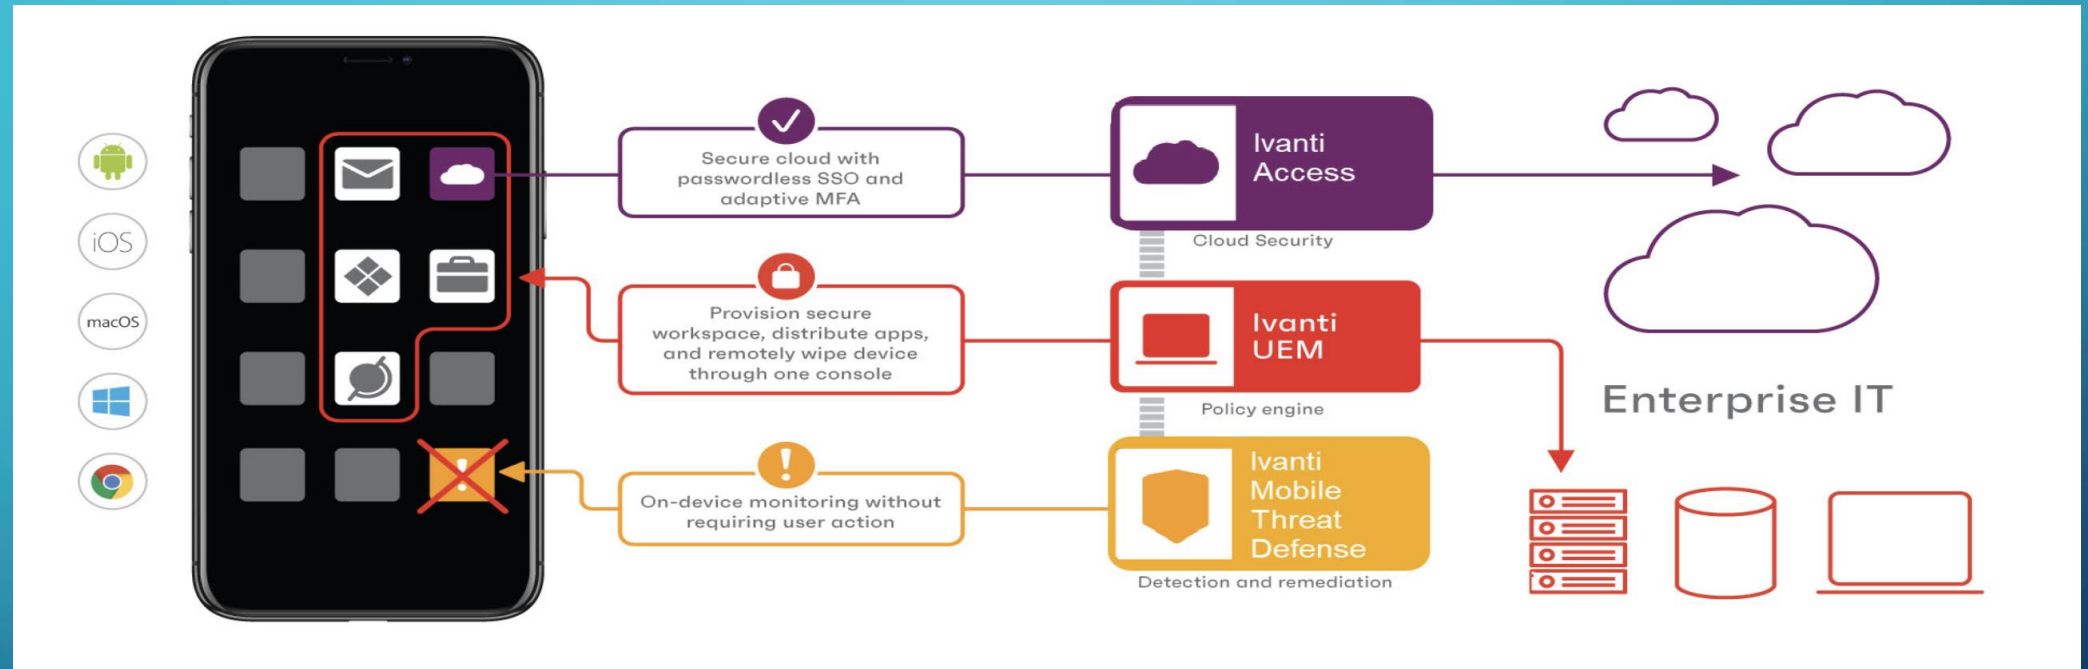 iOS
macOS
Secure cloud with
passwordless SSO and
adaptive MFA
Ivanti
Access
Cloud Security
Provision secure
workspace, distribute apps,
and remotely wipe device
through one console
Ivanti
UEM
Policy engine
On-device monitoring without
requiring user action
Ivanti
Mobile
Threat
Defense
Detection and remediation
Enterprise IT